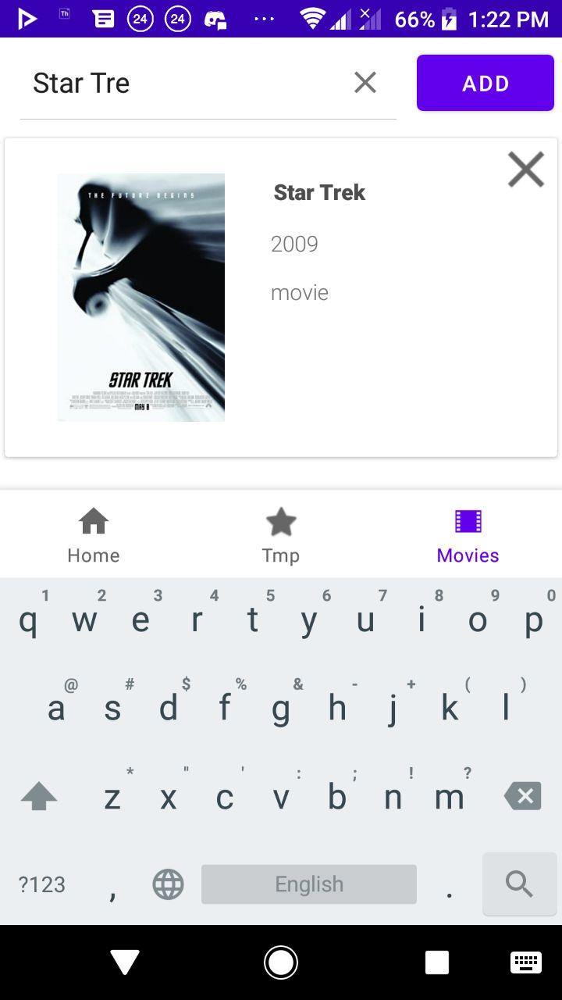 Th 24 24 66% 1:22 PM
Star Tre
ADD
THE FUTURE BEGINS
STAR TREK
MAY 8
Star Trek
2009
movie
Home Tmp Movies
1 2 3 4 5 6 7 8 9 0
q w e r t y u i o p
@ # $ % & - + ( )
a s d f g h j k l
* " ' : ; ! ?
z x c v b n m
?123 , English .